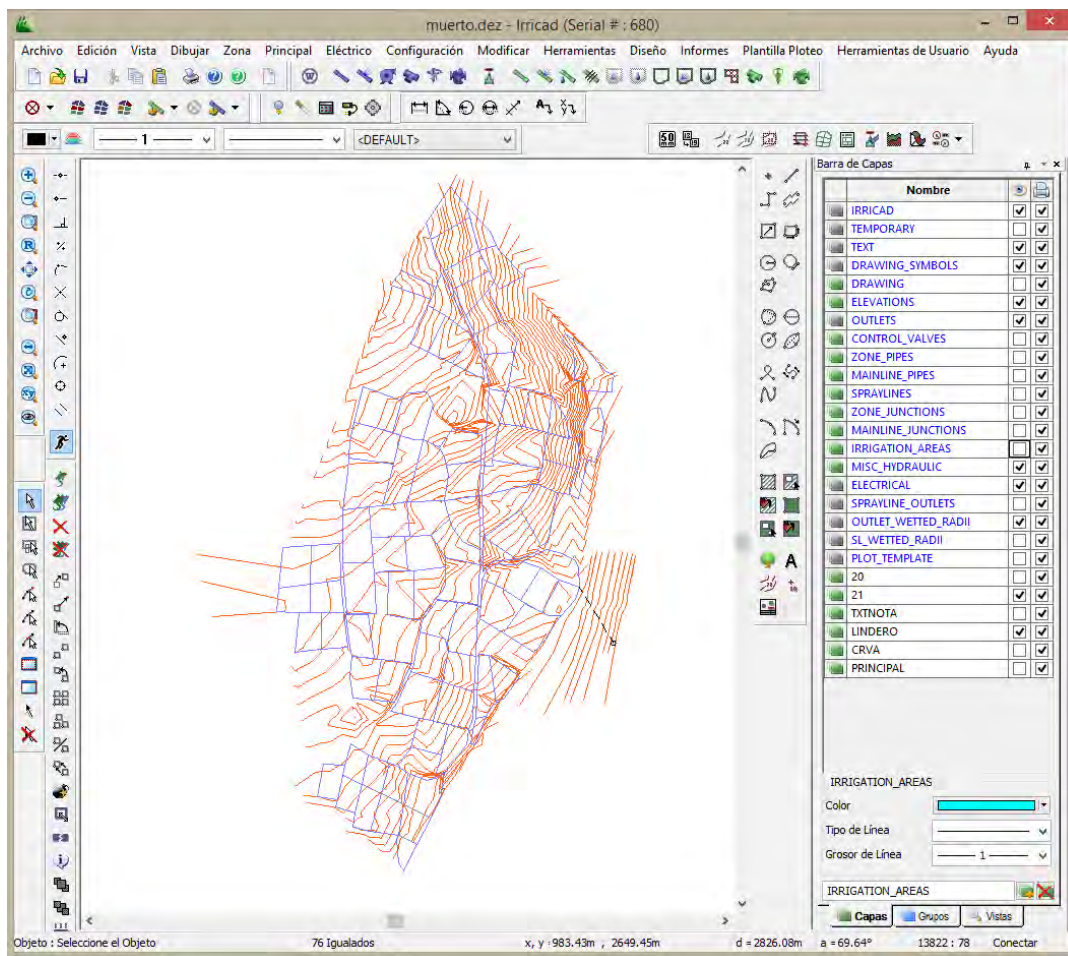 muerto.dez - Irricad (Serial # : 680)
Archivo Edición Vista Dibujar Zona Principal Eléctrico Configuración Modificar Herramientas Diseño Informes Plantilla Ploteo Herramientas de Usuario Ayuda
1 <DEFAULT>
Barra de Capas
Nombre
IRRICAD
TEMPORARY
TEXT
DRAWING_SYMBOLS
DRAWING
ELEVATIONS
OUTLETS
CONTROL_VALVES
ZONE_PIPES
MAINLINE_PIPES
SPRAYLINES
ZONE_JUNCTIONS
MAINLINE_JUNCTIONS
IRRIGATION_AREAS
MISC_HYDRAULIC
ELECTRICAL
SPRAYLINE_OUTLETS
OUTLET_WETTED_RADII
SL_WETTED_RADII
PLOT_TEMPLATE
20
21
TXTNOTA
LINDERO
CRVA
PRINCIPAL
IRRIGATION_AREAS
Color
Tipo de Línea
Grosor de Línea 1
IRRIGATION_AREAS
Capas Grupos Vistas
Objeto : Seleccione el Objeto 76 Igualados x, y :983.43m , 2649.45m d = 2826.08m a = 69.64° 13822 : 78 Conectar